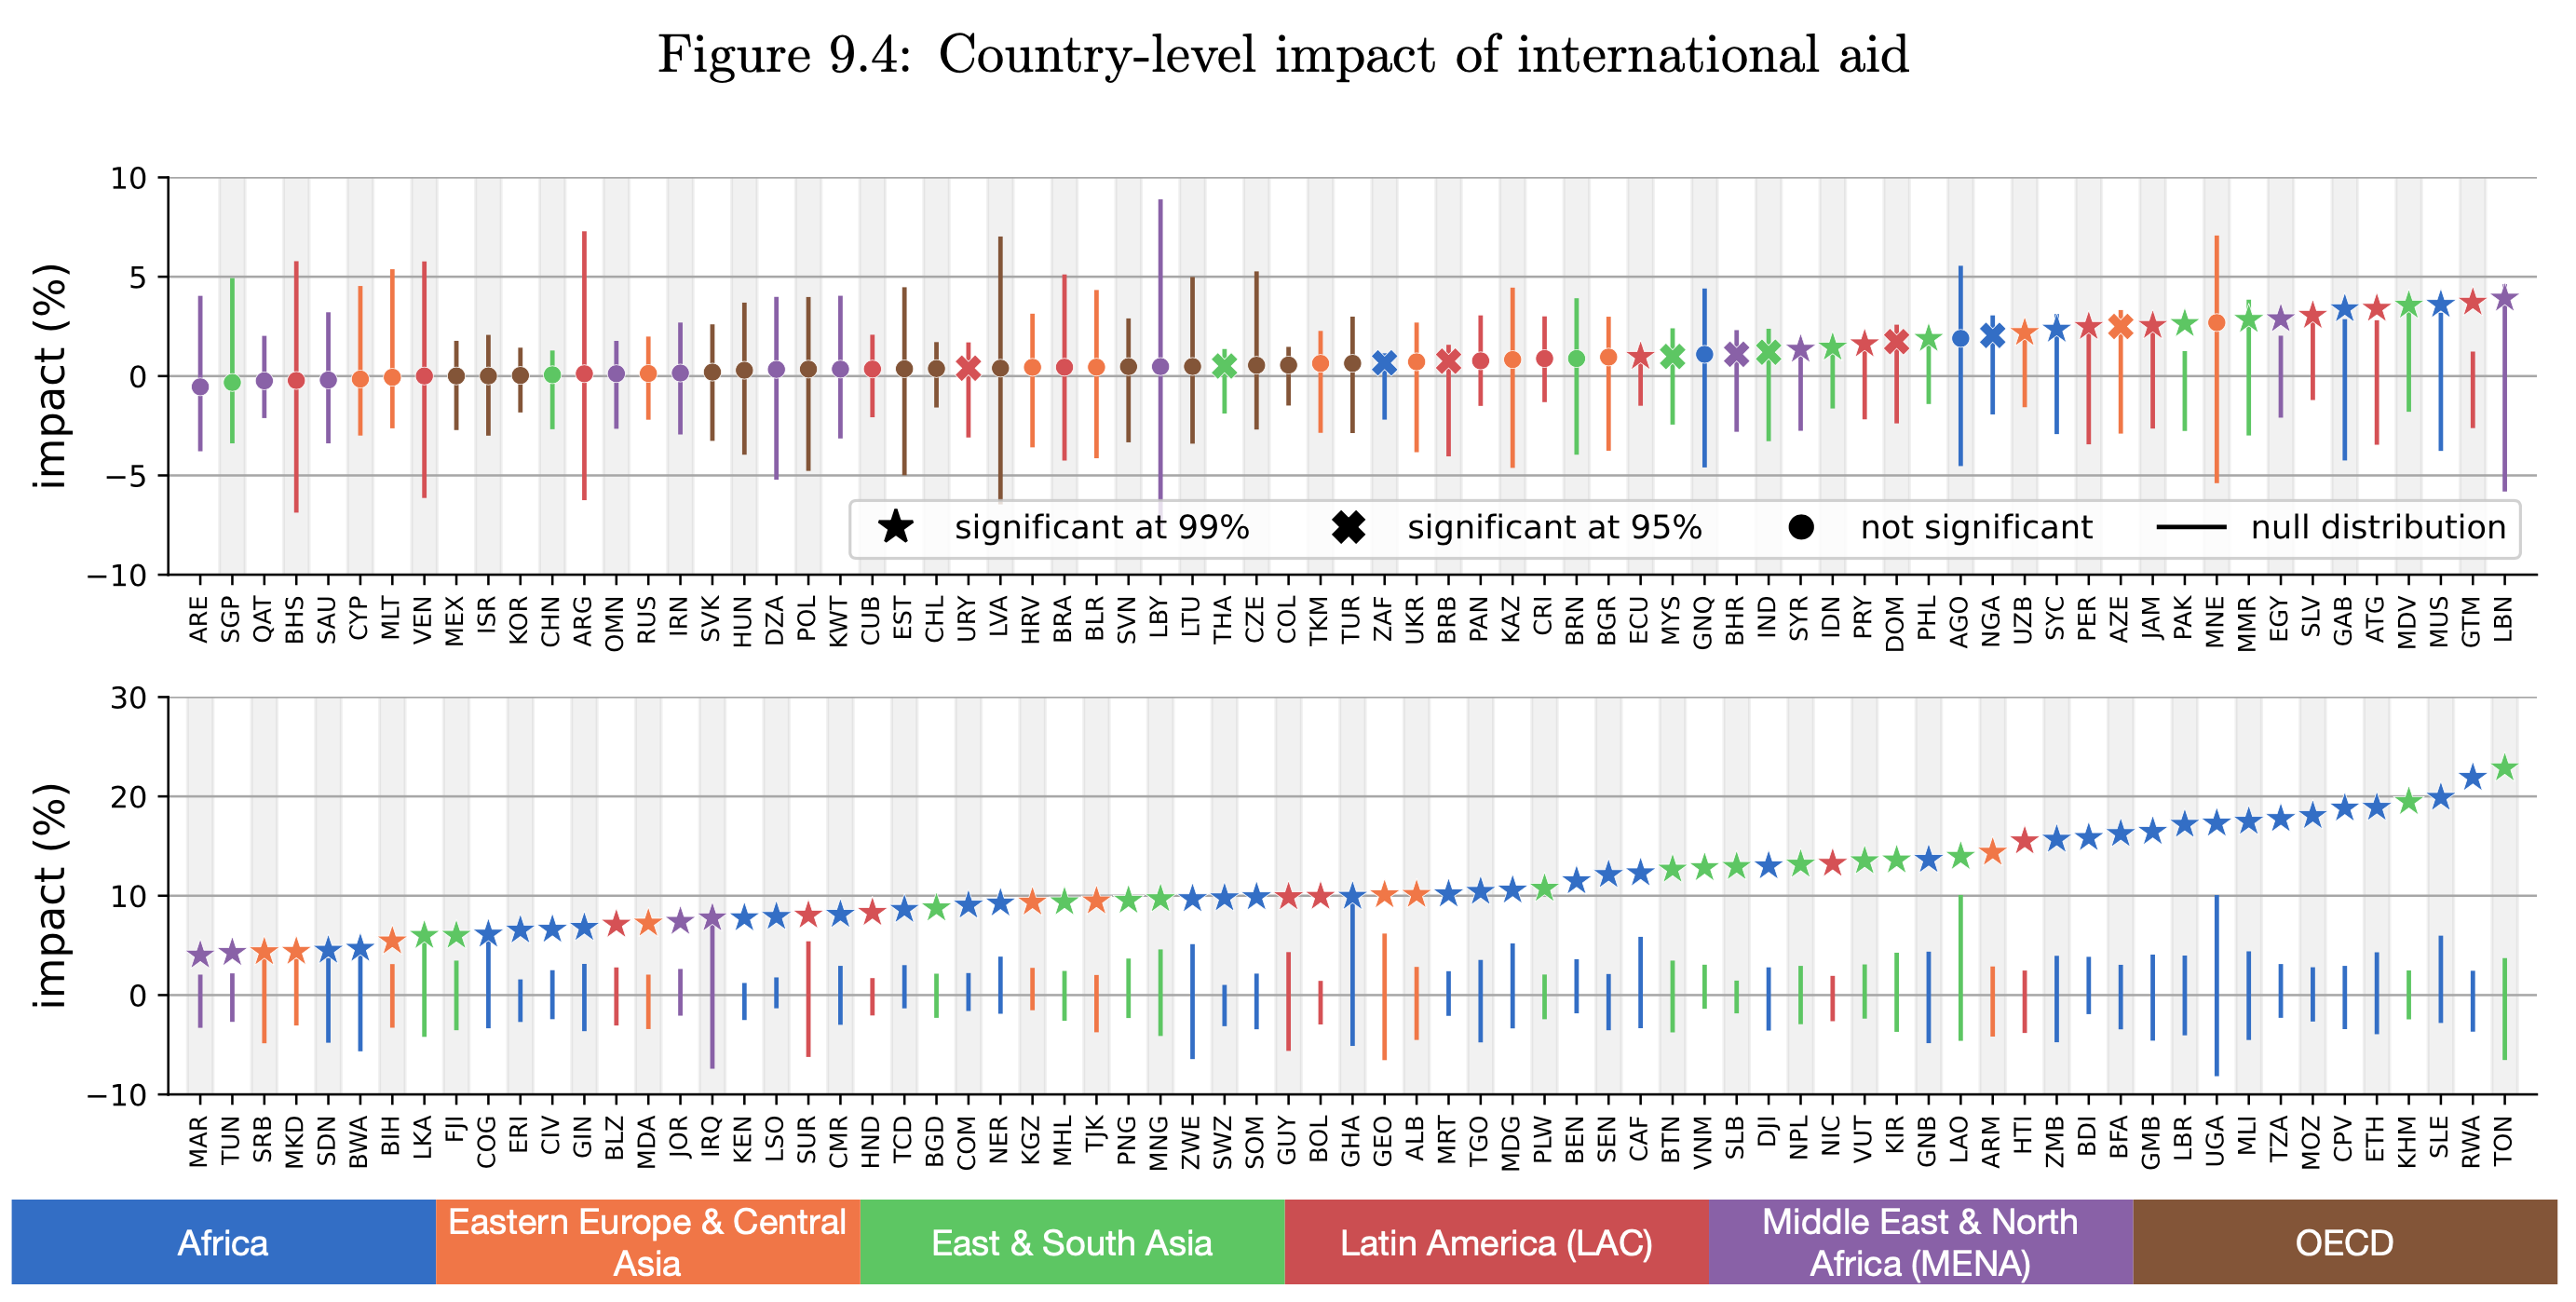 Figure 9.4: Country-level impact of international aid
impact (%)
10
5
0
−5
−10
significant at 99% significant at 95% not significant null distribution
ARE SGP QAT BHS SAU CYP MLT VEN MEX ISR KOR CHN ARG OMN RUS IRN SVK HUN DZA POL KWT CUB EST CHL URY LVA HRV BRA BLR SVN LBY LTU THA CZE COL TKM TUR ZAF UKR BRB PAN KAZ CRI BRN BGR ECU MYS GNQ BHR IND SYR IDN PRY DOM PHL AGO NGA UZB SYC PER AZE JAM PAK MNE MMR EGY SLV GAB ATG MDV MUS GTM LBN
impact (%)
30
20
10
0
−10
MAR TUN SRB MKD SDN BWA BIH LKA FJI COG ERI CIV GIN BLZ MDA JOR IRQ KEN LSO SUR CMR HND TCD BGD COM NER KGZ MHL TJK PNG MNG ZWE SWZ SOM GUY BOL GHA GEO ALB MRT TGO MDG PLW BEN SEN CAF BTN VNM SLB DJI NPL NIC VUT KIR GNB LAO ARM HTI ZMB BDI BFA GMB LBR UGA MLI TZA MOZ CPV ETH KHM SLE RWA TON
Africa
Eastern Europe & Central
Asia
East & South Asia
Latin America (LAC)
Middle East & North
Africa (MENA)
OECD